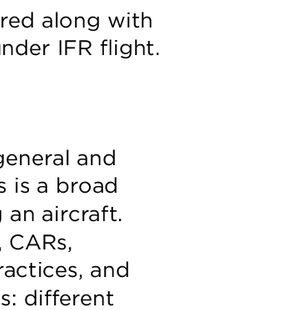 red along with
under IFR flight.
general and
s is a broad
g an aircraft.
, CARs,
ractices, and
s: different